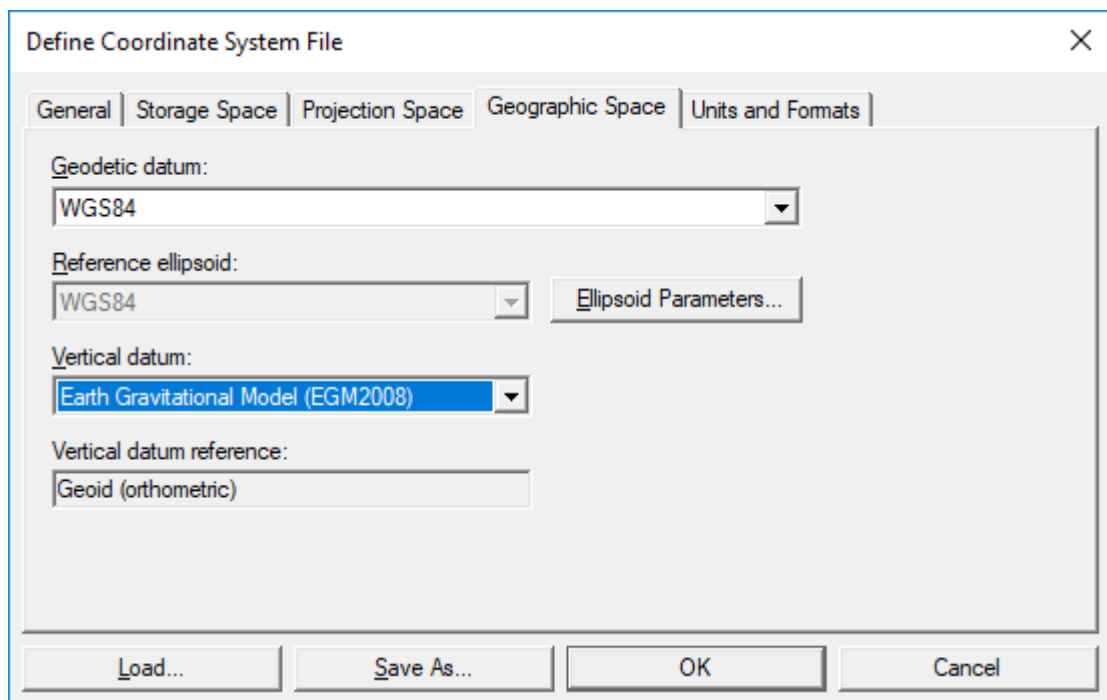 Define Coordinate System File
General Storage Space Projection Space Geographic Space Units and Formats
Geodetic datum:
WGS84
Reference ellipsoid:
WGS84 Ellipsoid Parameters...
Vertical datum:
Earth Gravitational Model (EGM2008)
Vertical datum reference:
Geoid (orthometric)
Load... Save As... OK Cancel